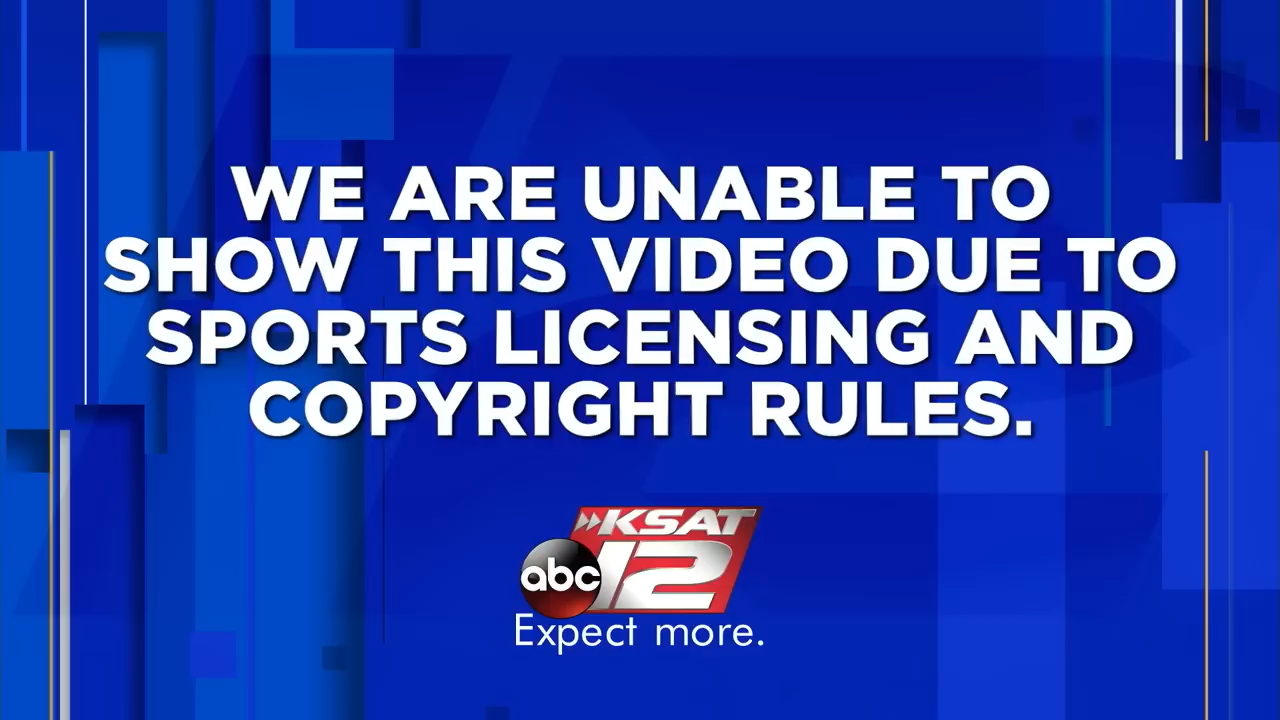 WE ARE UNABLE TO
SHOW THIS VIDEO DUE TO
SPORTS LICENSING AND
COPYRIGHT RULES.
KSAT
abc 12
Expect more.